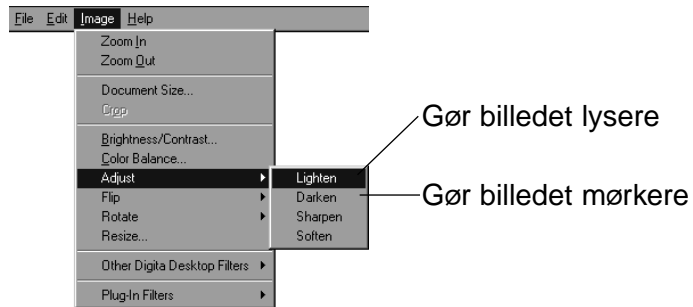 File Edit Image Help
Zoom In
Zoom Out
Document Size...
Crop
Brightness/Contrast...
Color Balance...
Adjust
Flip
Rotate
Resize...
Other Digita Desktop Filters
Plug-In Filters
Lighten
Darken
Sharpen
Soften
Gør billedet lysere
Gør billedet mørkere